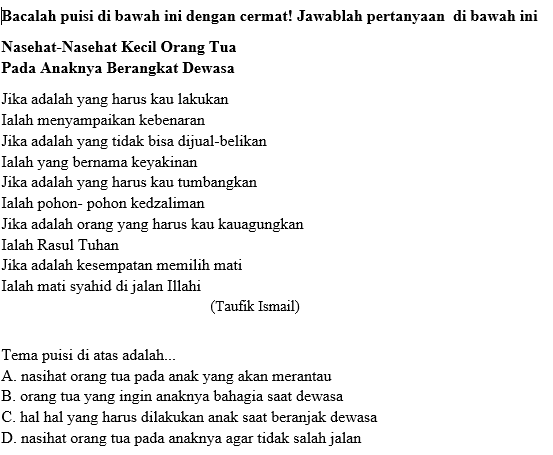 Bacalah puisi di bawah ini dengan cermat! Jawablah pertanyaan di bawah ini
Nasehat-Nasehat Kecil Orang Tua
Pada Anaknya Berangkat Dewasa
Jika adalah yang harus kau lakukan
Ialah menyampaikan kebenaran
Jika adalah yang tidak bisa dijual-belikan
Ialah yang bernama keyakinan
Jika adalah yang harus kau tumbangkan
Ialah pohon- pohon kedzaliman
Jika adalah orang yang harus kau kauagungkan
Ialah Rasul Tuhan
Jika adalah kesempatan memilih mati
Ialah mati syahid di jalan Illahi
(Taufik Ismail)
Tema puisi di atas adalah...
A. nasihat orang tua pada anak yang akan merantau
B. orang tua yang ingin anaknya bahagia saat dewasa
C. hal hal yang harus dilakukan anak saat beranjak dewasa
D. nasihat orang tua pada anaknya agar tidak salah jalan